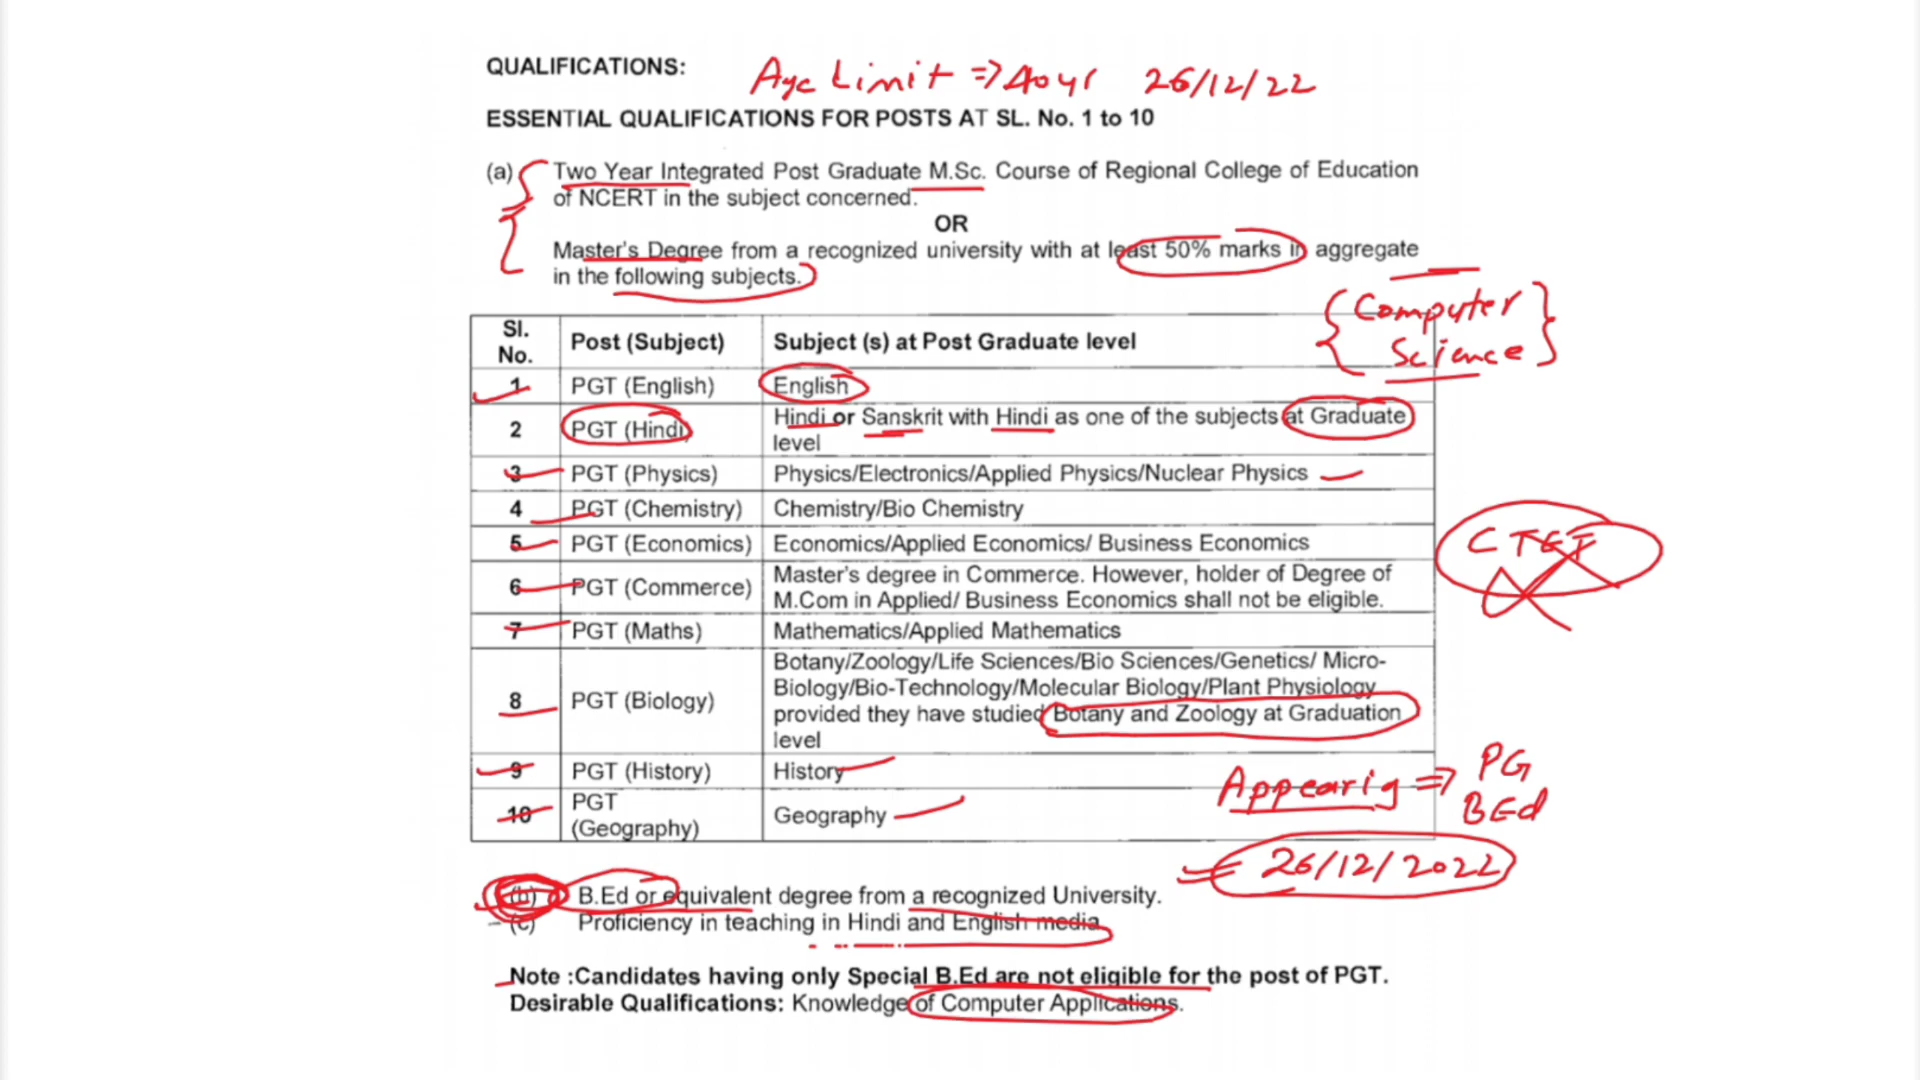 QUALIFICATIONS:
Age Limit ⇒ 40 yr 26/12/22
ESSENTIAL QUALIFICATIONS FOR POSTS AT SL. No. 1 to 10
(a) Two Year Integrated Post Graduate M.Sc. Course of Regional College of Education
of NCERT in the subject concerned.
OR
Master's Degree from a recognized university with at least 50% marks in aggregate
in the following subjects.
{Computer
Science}
Sl. No. Post (Subject) Subject (s) at Post Graduate level
1 PGT (English) English
2 PGT (Hindi) Hindi or Sanskrit with Hindi as one of the subjects at Graduate
level
3 PGT (Physics) Physics/Electronics/Applied Physics/Nuclear Physics
4 PGT (Chemistry) Chemistry/Bio Chemistry
5 PGT (Economics) Economics/Applied Economics/ Business Economics
CTET
6 PGT (Commerce) Master's degree in Commerce. However, holder of Degree of
M.Com in Applied/ Business Economics shall not be eligible.
7 PGT (Maths) Mathematics/Applied Mathematics
8 PGT (Biology) Botany/Zoology/Life Sciences/Bio Sciences/Genetics/ Micro-
Biology/Bio-Technology/Molecular Biology/Plant Physiology
provided they have studied Botany and Zoology at Graduation
level
9 PGT (History) History
Appearig ⇒ PG
BEd
10 PGT (Geography) Geography
26/12/2022
(b) B.Ed or equivalent degree from a recognized University.
(c) Proficiency in teaching in Hindi and English media.
Note :Candidates having only Special B.Ed are not eligible for the post of PGT.
Desirable Qualifications: Knowledge of Computer Applications.